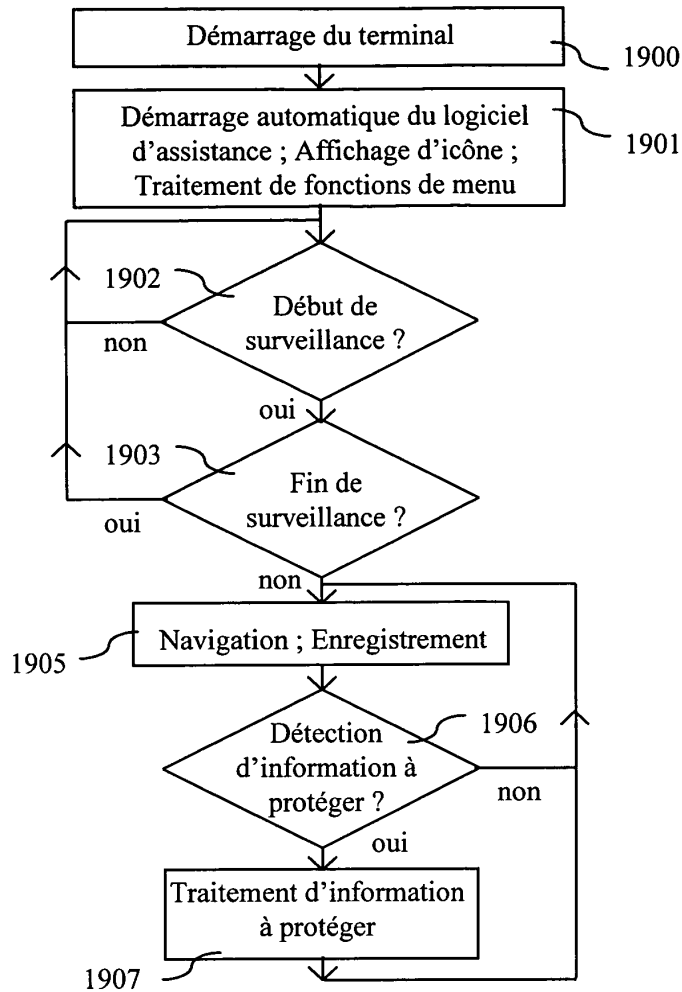 Démarrage du terminal
1900
Démarrage automatique du logiciel
d'assistance ; Affichage d'icône ;
Traitement de fonctions de menu
1901
1902
Début de
surveillance ?
non
oui
1903
Fin de
surveillance ?
oui
non
Navigation ; Enregistrement
1905
Détection
d'information à
protéger ?
1906
non
oui
Traitement d'information
à protéger
1907